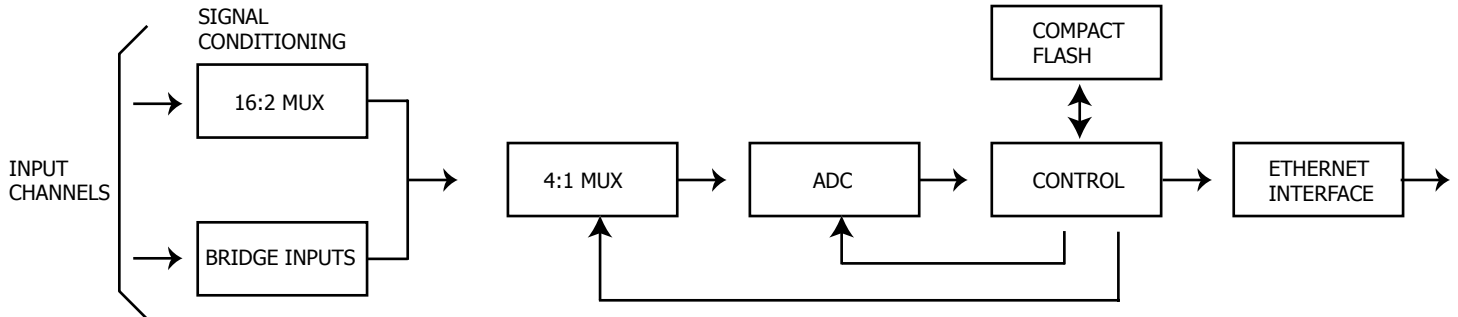 SIGNAL
CONDITIONING
16:2 MUX
INPUT
CHANNELS
BRIDGE INPUTS
4:1 MUX
ADC
COMPACT
FLASH
CONTROL
ETHERNET
INTERFACE